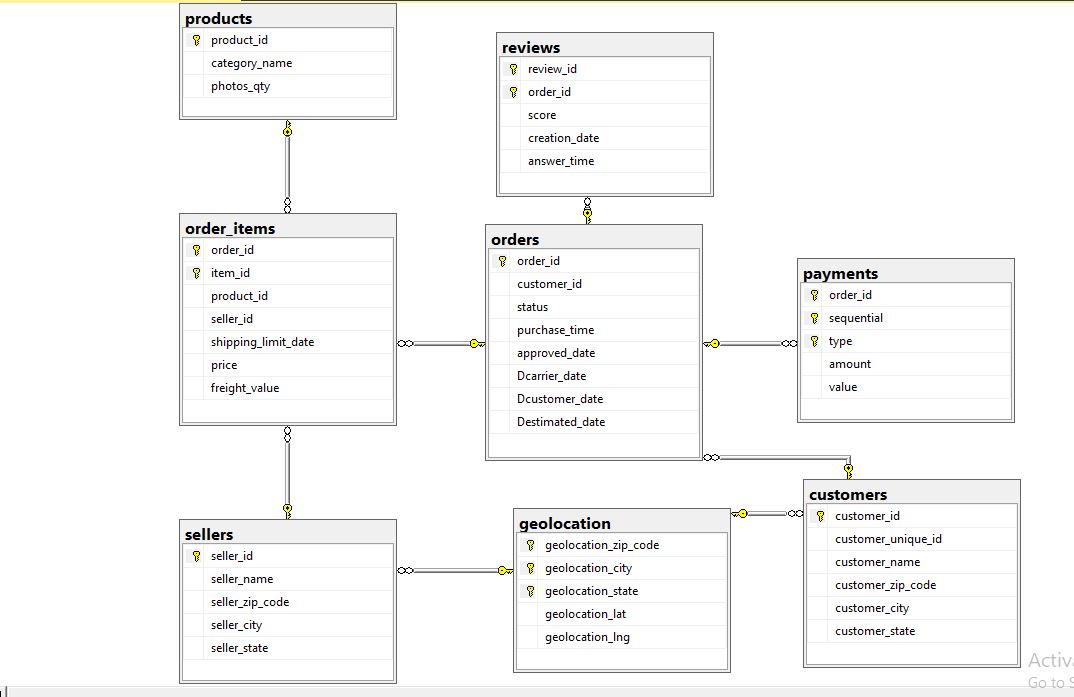 products
product_id
category_name
photos_qty
reviews
review_id
order_id
score
creation_date
answer_time
order_items
order_id
item_id
product_id
seller_id
shipping_limit_date
price
freight_value
orders
order_id
customer_id
status
purchase_time
approved_date
Dcarrier_date
Dcustomer_date
Destimated_date
payments
order_id
sequential
type
amount
value
sellers
seller_id
seller_name
seller_zip_code
seller_city
seller_state
geolocation
geolocation_zip_code
geolocation_city
geolocation_state
geolocation_lat
geolocation_lng
customers
customer_id
customer_unique_id
customer_name
customer_zip_code
customer_city
customer_state
Activ
Go to S